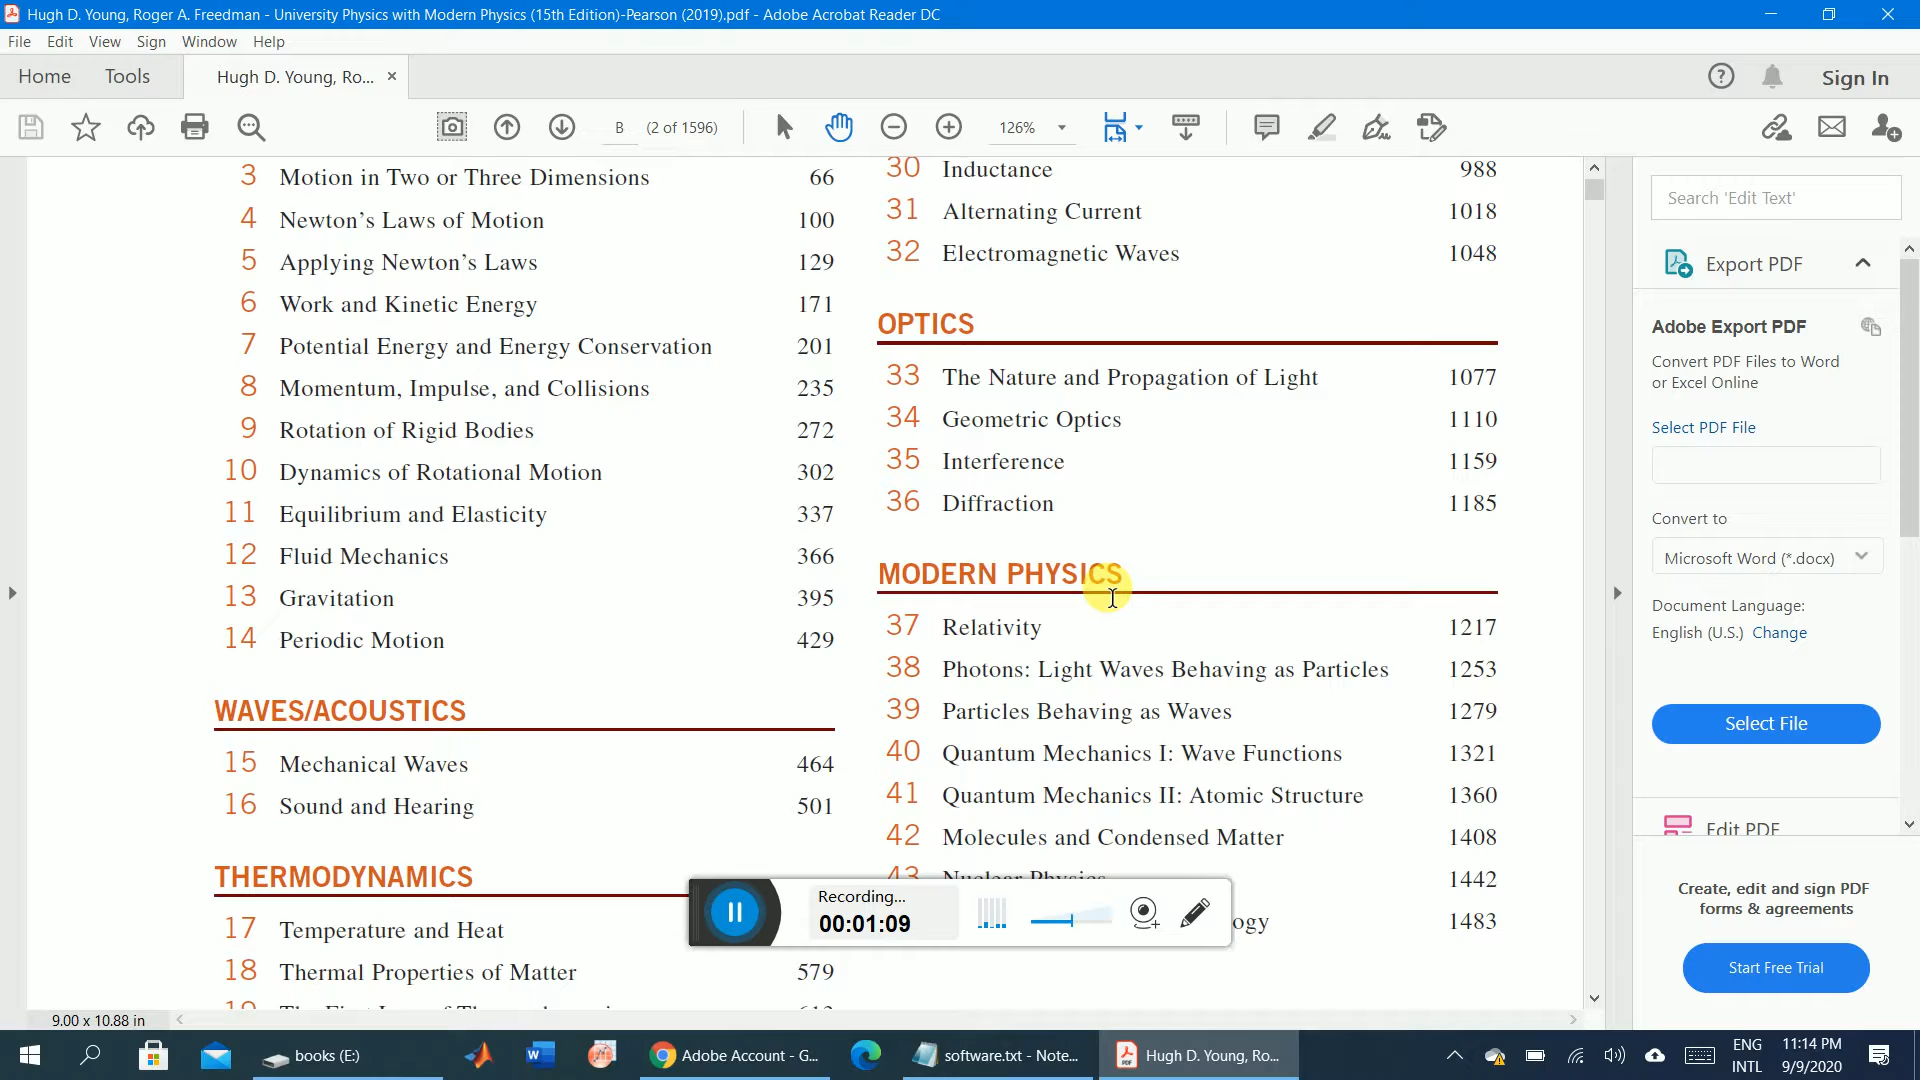 Hugh D. Young, Roger A. Freedman - University Physics with Modern Physics (15th Edition)-Pearson (2019).pdf - Adobe Acrobat Reader DC
File Edit View Sign Window Help
Home Tools Hugh D. Young, Ro... × Sign In
B (2 of 1596) 126%
3 Motion in Two or Three Dimensions 66
4 Newton's Laws of Motion 100
5 Applying Newton's Laws 129
6 Work and Kinetic Energy 171
7 Potential Energy and Energy Conservation 201
8 Momentum, Impulse, and Collisions 235
9 Rotation of Rigid Bodies 272
10 Dynamics of Rotational Motion 302
11 Equilibrium and Elasticity 337
12 Fluid Mechanics 366
13 Gravitation 395
14 Periodic Motion 429
WAVES/ACOUSTICS
15 Mechanical Waves 464
16 Sound and Hearing 501
THERMODYNAMICS
17 Temperature and Heat
18 Thermal Properties of Matter 579
30 Inductance 988
31 Alternating Current 1018
32 Electromagnetic Waves 1048
OPTICS
33 The Nature and Propagation of Light 1077
34 Geometric Optics 1110
35 Interference 1159
36 Diffraction 1185
MODERN PHYSICS
37 Relativity 1217
38 Photons: Light Waves Behaving as Particles 1253
39 Particles Behaving as Waves 1279
40 Quantum Mechanics I: Wave Functions 1321
41 Quantum Mechanics II: Atomic Structure 1360
42 Molecules and Condensed Matter 1408
43 Nuclear Physics 1442
ogy 1483
Recording...
00:01:09
Search 'Edit Text'
Export PDF
Adobe Export PDF
Convert PDF Files to Word
or Excel Online
Select PDF File
Convert to
Microsoft Word (*.docx)
Document Language:
English (U.S.) Change
Select File
Edit PDF
Create, edit and sign PDF
forms & agreements
Start Free Trial
9.00 x 10.88 in
books (E:) Adobe Account - G... software.txt - Note... Hugh D. Young, Ro...
ENG
INTL
11:14 PM
9/9/2020